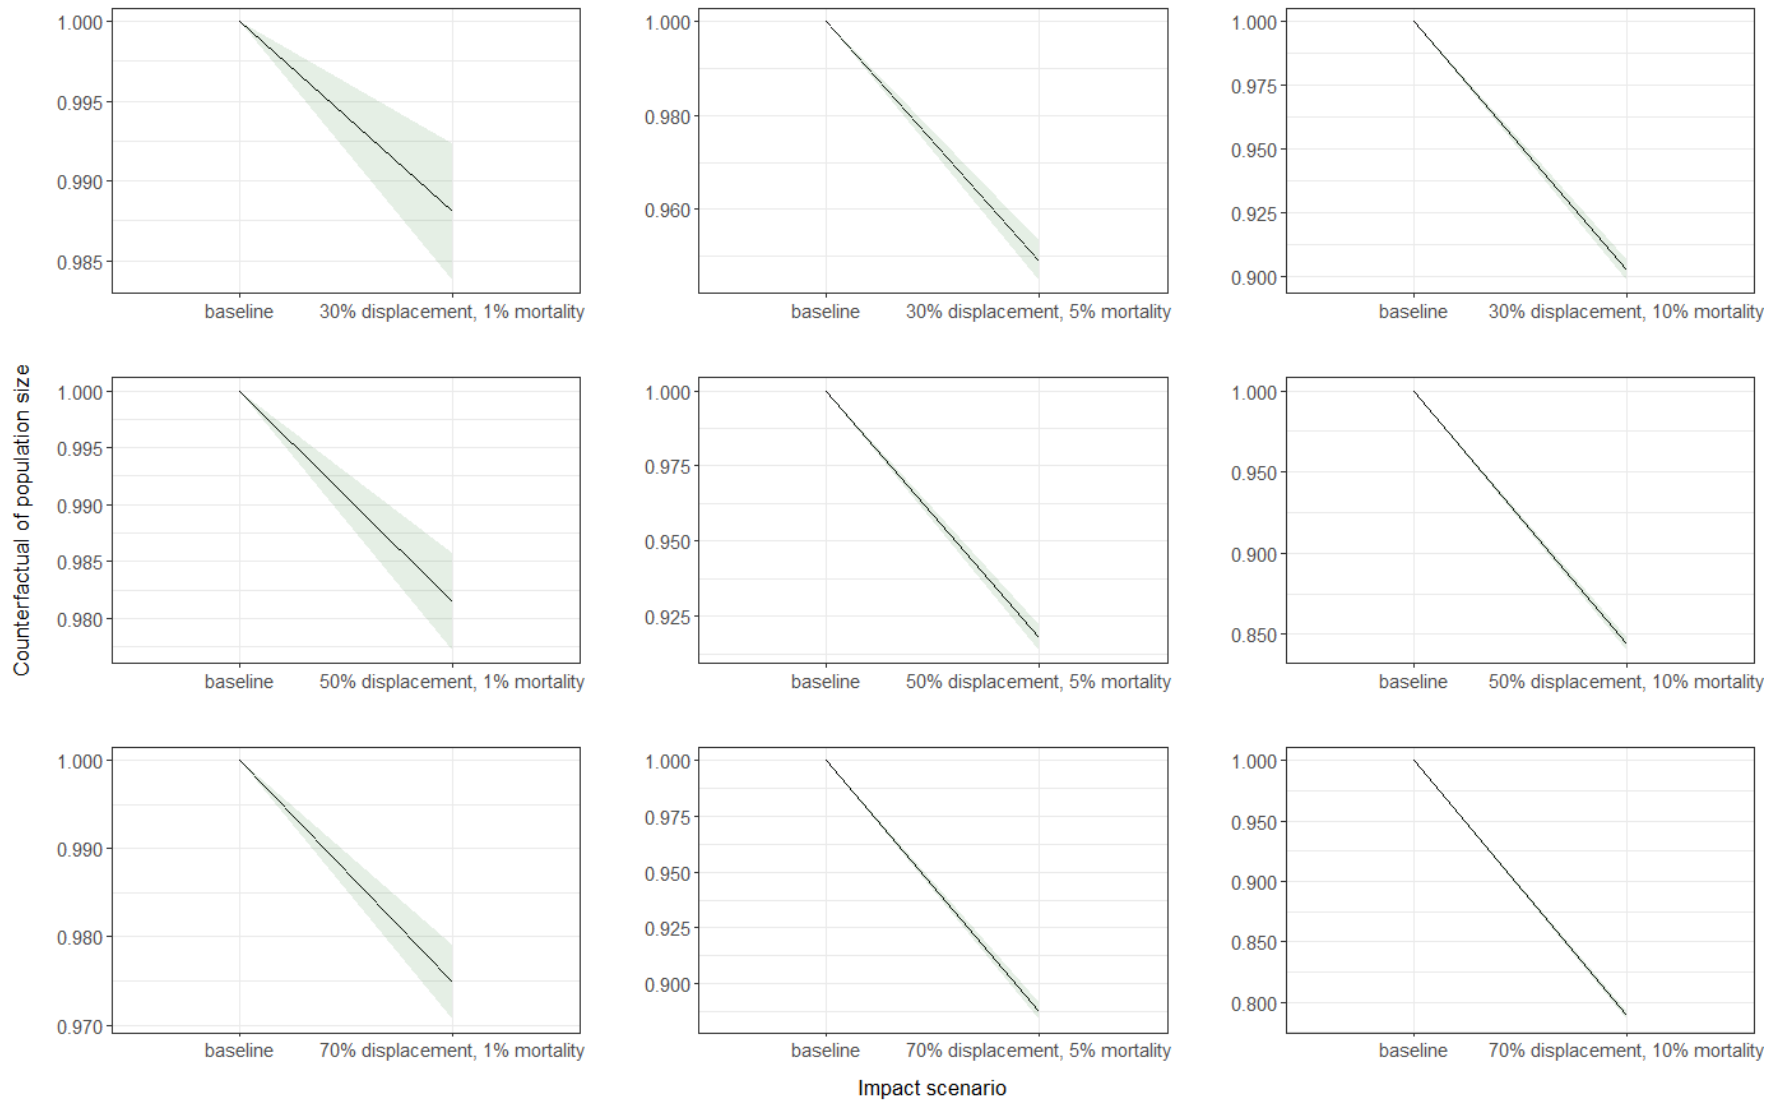 1.000
0.995
0.990
0.985
baseline
30% displacement, 1% mortality
1.000
0.980
0.960
baseline
30% displacement, 5% mortality
1.000
0.975
0.950
0.925
0.900
baseline
30% displacement, 10% mortality
Counterfactual of population size
1.000
0.995
0.990
0.985
0.980
baseline
50% displacement, 1% mortality
1.000
0.975
0.950
0.925
baseline
50% displacement, 5% mortality
1.000
0.950
0.900
0.850
baseline
50% displacement, 10% mortality
1.000
0.990
0.980
0.970
baseline
70% displacement, 1% mortality
1.000
0.975
0.950
0.925
0.900
baseline
70% displacement, 5% mortality
1.000
0.950
0.900
0.850
0.800
baseline
70% displacement, 10% mortality
Impact scenario